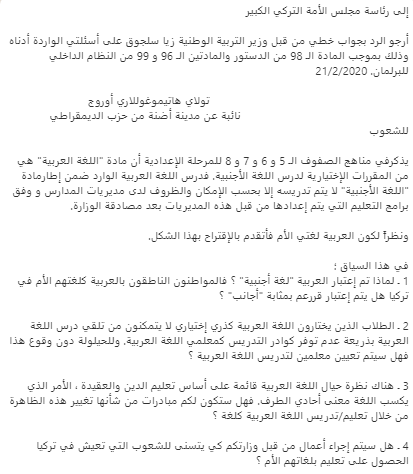 إلى رئاسة مجلس الأمة التركي الكبير
أرجو الرد بجواب خطي من قبل وزير التربية الوطنية زيا سلجوق على أسئلتي الواردة أدناه
وذلك بموجب المادة الـ 98 من الدستور والمادتين الـ 96 و 99 من النظام الداخلي
للبرلمان. 21/2/2020
تولاي هاتيموغوللاري أوروج
نائبة عن مدينة أضنة من حزب الديمقراطي
للشعوب
يذكرفي مناهج الصفوف الـ 5 و 6 و 7 و 8 للمرحلة الإعدادية أن مادة "اللغة العربية" هي
من المقررات الإختيارية لدرس اللغة الأجنبية. فدرس اللغة العربية الوارد ضمن إطارمادة
"اللغة الأجنبية" لا يتم تدريسه إلا بحسب الإمكان والظروف لدى مديريات المدارس و وفق
برامج التعليم التي يتم إعدادها من قبل هذه المديريات بعد مصادقة الوزارة.
ونظراً لكون العربية لغتي الأم فأتقدم بالإقتراح بهذا الشكل.
في هذا السياق ؛
1 ـ لماذا تم إعتبار العربية "لغة أجنبية" ؟ فالمواطنون الناطقون بالعربية كلغتهم الأم في
تركيا هل يتم إعتبار قررعم بمثابة "أجانب" ؟
2 ـ الطلاب الذين يختارون اللغة العربية كذري إختياري لا يتمكنون من تلقي درس اللغة
العربية بذريعة عدم توفر كوادر التدريس كمعلمي اللغة العربية. وللحيلولة دون وقوع هذا
فهل سيتم تعيين معلمين لتدريس اللغة العربية ؟
3 ـ هناك نظرة حيال اللغة العربية قائمة على أساس تعليم الدين والعقيدة ، الأمر الذي
يكسب اللغة معنى أحادي الطرف. فهل ستكون لكم مبادرات من شأنها تغيير هذه الظاهرة
من خلال تعليم/تدريس اللغة العربية كلغة ؟
4 ـ هل سيتم إجراء أعمال من قبل وزارتكم كي يتسنى للشعوب التي تعيش في تركيا
الحصول على تعليم بلغاتهم الأم ؟